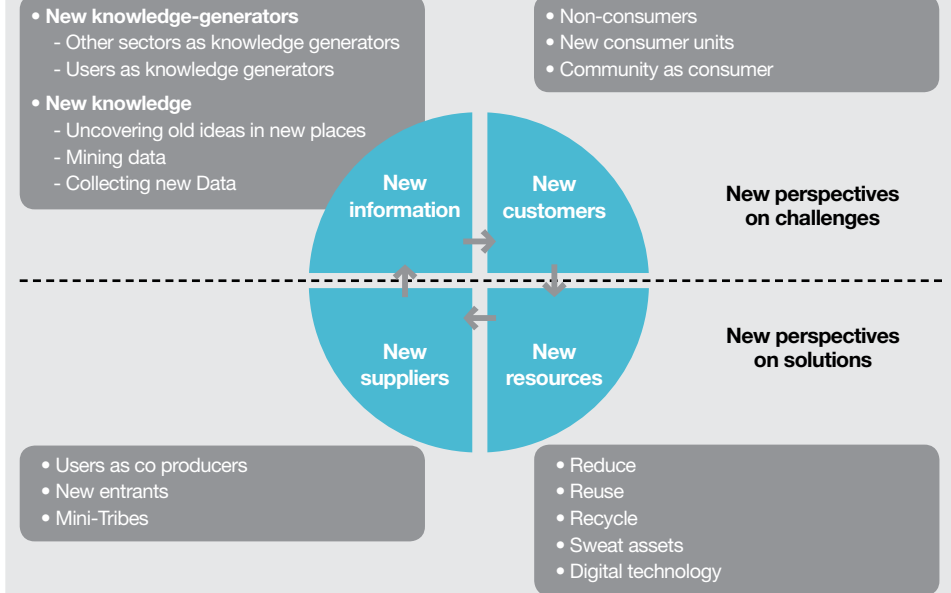 • New knowledge-generators
- Other sectors as knowledge generators
- Users as knowledge generators
• New knowledge
- Uncovering old ideas in new places
- Mining data
- Collecting new Data
• Non-consumers
• New consumer units
• Community as consumer
New
information
New
customers
New perspectives
on challenges
New
suppliers
New
resources
New perspectives
on solutions
• Users as co producers
• New entrants
• Mini-Tribes
• Reduce
• Reuse
• Recycle
• Sweat assets
• Digital technology